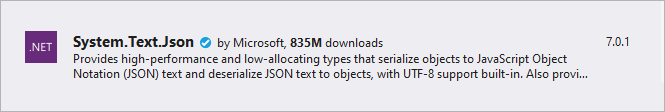 .NET
System.Text.Json by Microsoft, 835M downloads 7.0.1
Provides high-performance and low-allocating types that serialize objects to JavaScript Object
Notation (JSON) text and deserialize JSON text to objects, with UTF-8 support built-in. Also provi...